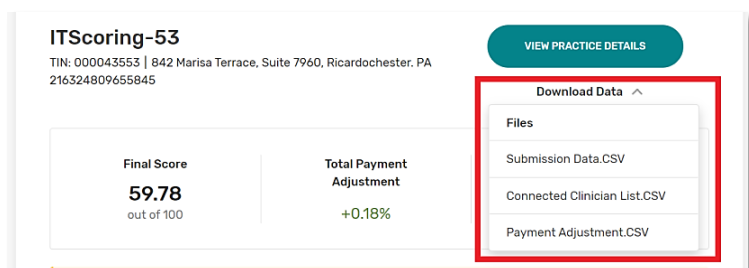 ITScoring-53
TIN: 000043553 | 842 Marisa Terrace, Suite 7960, Ricardochester. PA
216324809655845
VIEW PRACTICE DETAILS
Download Data
Files
Submission Data.CSV
Connected Clinician List.CSV
Payment Adjustment.CSV
Final Score
59.78
out of 100
Total Payment
Adjustment
+0.18%